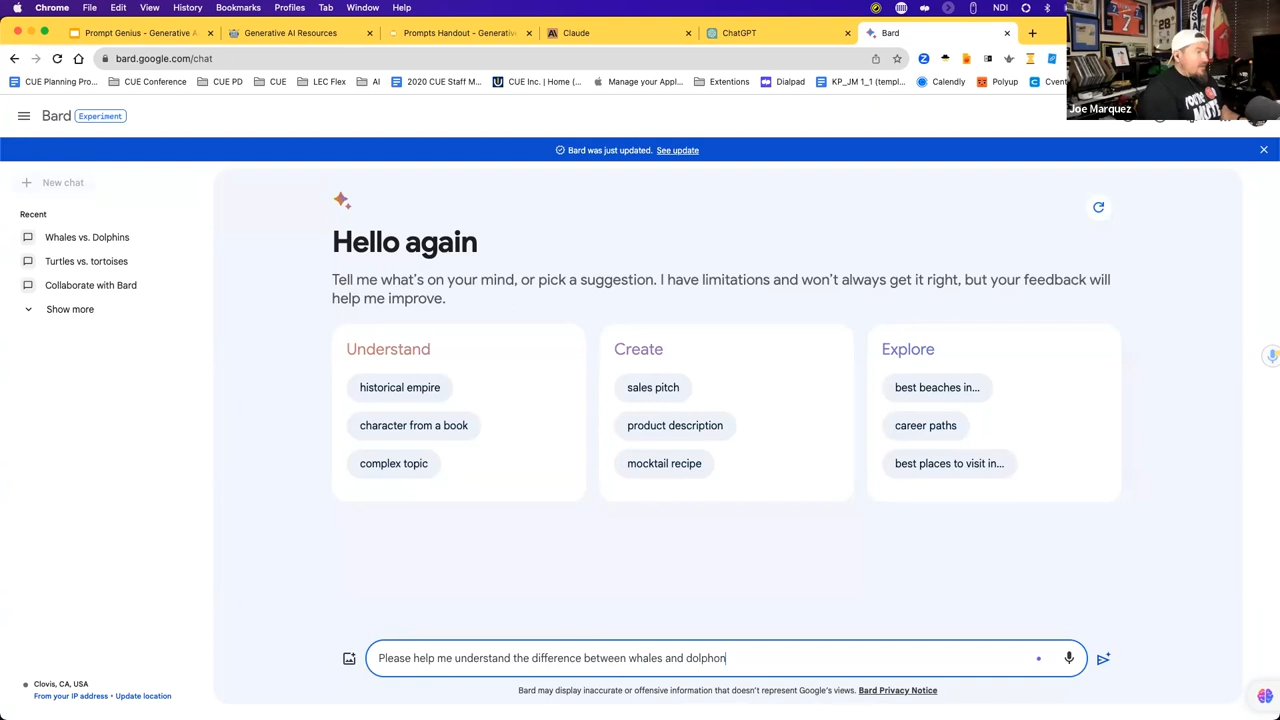 Chrome File Edit View History Bookmarks Profiles Tab Window Help NDI
Prompt Genius - Generative A Generative AI Resources Prompts Handout - Generative Claude ChatGPT Bard
bard.google.com/chat
CUE Planning Pro... CUE Conference CUE PD CUE LEC Flex AI 2020 CUE Staff M... CUE Inc. | Home (... Manage your Appl... Extentions Dialpad KP_JM 1_1 (templ... Calendly Polyup Cvent
Joe Marquez
Bard Experiment
Bard was just updated. See update
New chat
Recent
Whales vs. Dolphins
Turtles vs. tortoises
Collaborate with Bard
Show more
Hello again
Tell me what's on your mind, or pick a suggestion. I have limitations and won't always get it right, but your feedback will
help me improve.
Understand
historical empire
character from a book
complex topic
Create
sales pitch
product description
mocktail recipe
Explore
best beaches in...
career paths
best places to visit in...
Please help me understand the difference between whales and dolphon
Bard may display inaccurate or offensive information that doesn't represent Google's views. Bard Privacy Notice
Clovis, CA, USA
From your IP address • Update location